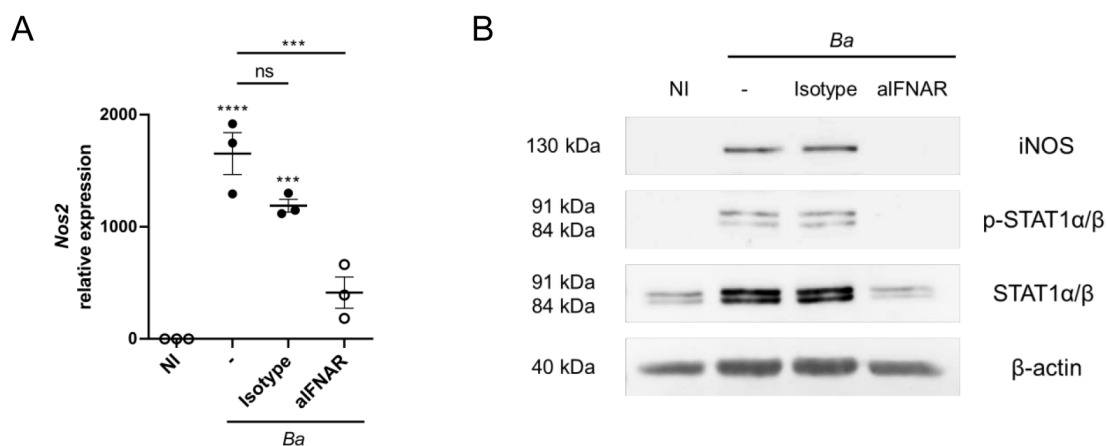 A
***
ns
****
***
Nos2
relative expression
2000
1000
0
NI
-
Isotype
aIFNAR
Ba
B
Ba
NI
-
Isotype
aIFNAR
130 kDa
iNOS
91 kDa
84 kDa
p-STAT1α/β
91 kDa
84 kDa
STAT1α/β
40 kDa
β-actin